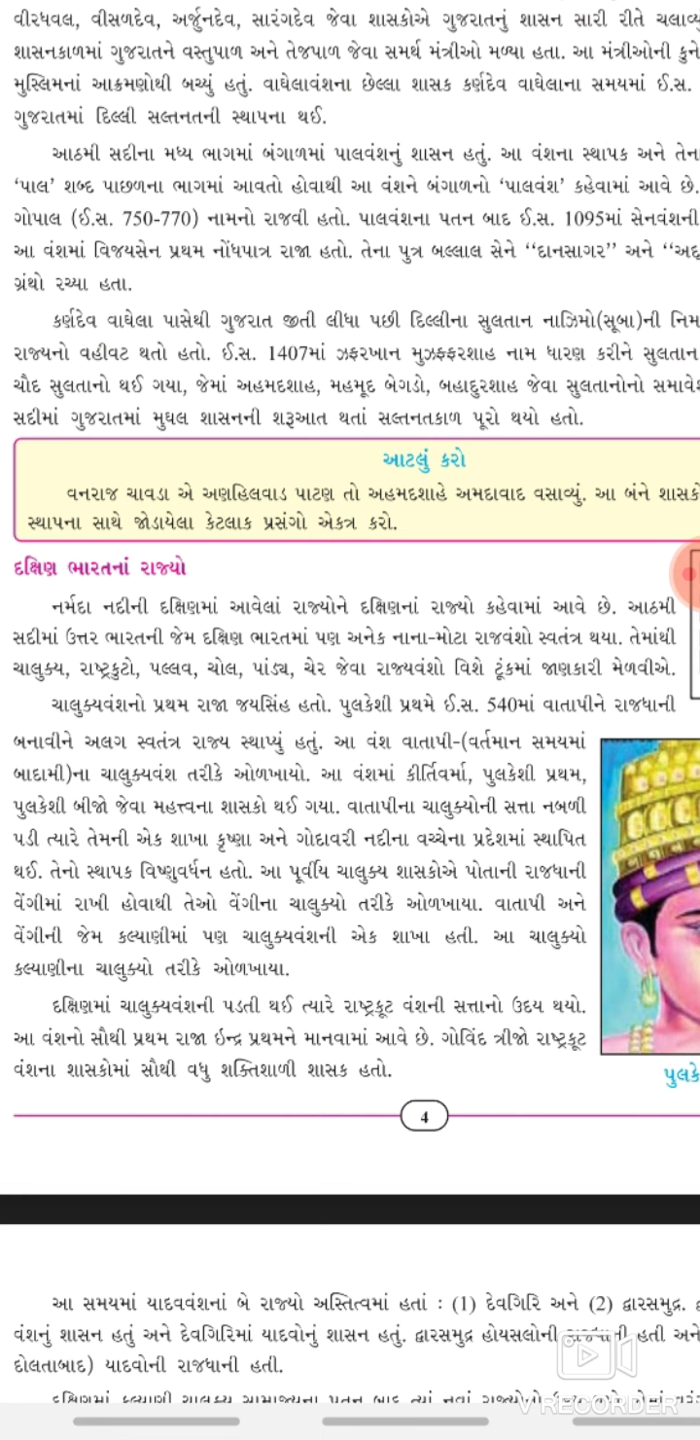 વીરધવલ, વીસળદેવ, અર્જુનદેવ, સારંગદેવ જેવા શાસકોએ ગુજરાતનું શાસન સારી રીતે
શાસનકાળમાં ગુજરાતને વસ્તુપાળ અને તેજપાળ જેવા સમર્થ મંત્રીઓ મળ્યા હતા. આ મંત્રીઓની
મુસ્લિમનાં આક્રમણોથી બચ્યું હતું. વાઘેલાવંશના છેલ્લા શાસક કર્ણદેવ વાઘેલાના સમયમાં ઈ.સ.
ગુજરાતમાં દિલ્લી સલ્તનતની સ્થાપના થઈ.
આઠમી સદીના મધ્ય ભાગમાં બંગાળમાં પાલવંશનું શાસન હતું. આ વંશના સ્થાપક અને તેના
‘પાલ’ શબ્દ પાછળના ભાગમાં આવતો હોવાથી આ વંશને બંગાળનો ‘પાલવંશ’ કહેવામાં આવે છે.
ગોપાલ (ઈ.સ. 750-770) નામનો રાજવી હતો. પાલવંશના પતન બાદ ઈ.સ. 1095માં સેનવંશની
આ વંશમાં વિજયસેન પ્રથમ નોંધપાત્ર રાજા હતો. તેના પુત્ર બલ્લાલ સેને ‘‘દાનસાગર’’ અને
ગ્રંથો રચ્યા હતા.
કર્ણદેવ વાઘેલા પાસેથી ગુજરાત જીતી લીધા પછી દિલ્લીના સુલતાન નાઝિમો(સૂબા)ની
રાજ્યનો વહીવટ થતો હતો. ઈ.સ. 1407માં ઝફરખાન મુઝફ્ફરશાહ નામ ધારણ કરીને સુલતાન
ચૌદ સુલતાનો થઈ ગયા, જેમાં અહમદશાહ, મહમૂદ બેગડો, બહાદુરશાહ જેવા સુલતાનોનો
સદીમાં ગુજરાતમાં મુઘલ શાસનની શરૂઆત થતાં સલ્તનતકાળ પૂરો થયો હતો.
આટલું કરો
વનરાજ ચાવડા એ અણહિલવાડ પાટણ તો અહમદશાહે અમદાવાદ વસાવ્યું. આ બંને
સ્થાપના સાથે જોડાયેલા કેટલાક પ્રસંગો એકત્ર કરો.
દક્ષિણ ભારતનાં રાજ્યો
નર્મદા નદીની દક્ષિણમાં આવેલાં રાજ્યોને દક્ષિણનાં રાજ્યો કહેવામાં આવે છે. આઠમી
સદીમાં ઉત્તર ભારતની જેમ દક્ષિણ ભારતમાં પણ અનેક નાના-મોટા રાજવંશો સ્વતંત્ર થયા. તેમાંથી
ચાલુક્ય, રાષ્ટ્રકુટો, પલ્લવ, ચોલ, પાંડ્ય, ચેર જેવા રાજ્યવંશો વિશે ટૂંકમાં જાણકારી મેળવીએ.
ચાલુક્યવંશનો પ્રથમ રાજા જયસિંહ હતો. પુલકેશી પ્રથમે ઈ.સ. 540માં વાતાપીને રાજધાની
બનાવીને અલગ સ્વતંત્ર રાજ્ય સ્થાપ્યું હતું. આ વંશ વાતાપી-(વર્તમાન સમયમાં
બાદામી)ના ચાલુક્યવંશ તરીકે ઓળખાયો. આ વંશમાં કીર્તિવર્મા, પુલકેશી પ્રથમ,
પુલકેશી બીજો જેવા મહત્ત્વના શાસકો થઈ ગયા. વાતાપીના ચાલુક્યોની સત્તા નબળી
પડી ત્યારે તેમની એક શાખા કૃષ્ણા અને ગોદાવરી નદીના વચ્ચેના પ્રદેશમાં સ્થાપિત
થઈ. તેનો સ્થાપક વિષ્ણુવર્ધન હતો. આ પૂર્વીય ચાલુક્ય શાસકોએ પોતાની રાજધાની
વેંગીમાં રાખી હોવાથી તેઓ વેંગીના ચાલુક્યો તરીકે ઓળખાયા. વાતાપી અને
વેંગીની જેમ કલ્યાણીમાં પણ ચાલુક્યવંશની એક શાખા હતી. આ ચાલુક્યો
કલ્યાણીના ચાલુક્યો તરીકે ઓળખાયા.
દક્ષિણમાં ચાલુક્યવંશની પડતી થઈ ત્યારે રાષ્ટ્રકૂટ વંશની સત્તાનો ઉદય થયો.
આ વંશનો સૌથી પ્રથમ રાજા ઇન્દ્ર પ્રથમને માનવામાં આવે છે. ગોવિંદ ત્રીજો રાષ્ટ્રકૂટ
વંશના શાસકોમાં સૌથી વધુ શક્તિશાળી શાસક હતો.
4
આ સમયમાં યાદવવંશનાં બે રાજ્યો અસ્તિત્વમાં હતાં : (1) દેવગિરિ અને (2) દ્વારસમુદ્ર.
વંશનું શાસન હતું અને દેવગિરિમાં યાદવોનું શાસન હતું. દ્વારસમુદ્ર હોયસલોની રાજધાની હતી અને
દોલતાબાદ) યાદવોની રાજધાની હતી.
V RECORDER